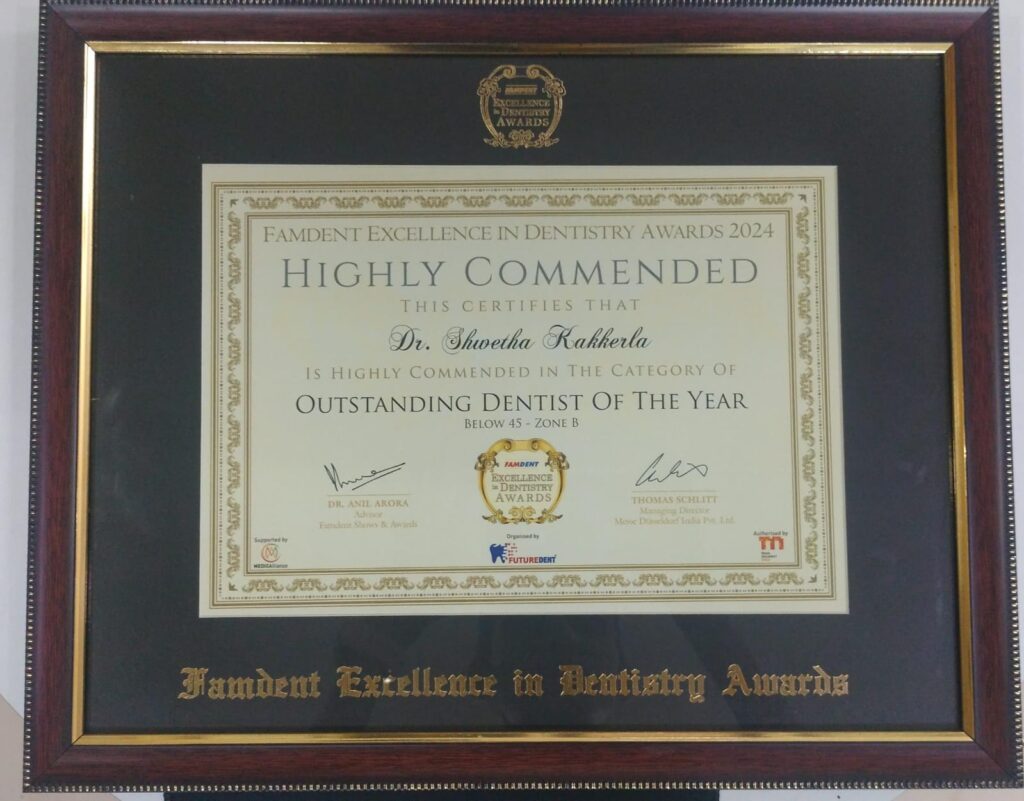 FAMDENT
EXCELLENCE
IN DENTISTRY
AWARDS
FAMDENT EXCELLENCE IN DENTISTRY AWARDS 2024
HIGHLY COMMENDED
THIS CERTIFIES THAT
Dr. Shwetha Kakkerla
IS HIGHLY COMMENDED IN THE CATEGORY OF
OUTSTANDING DENTIST OF THE YEAR
BELOW 45 - ZONE B
FAMDENT
EXCELLENCE
IN DENTISTRY
AWARDS
DR. ANIL ARORA
Advisor
Famdent Shows & Awards
THOMAS SCHLITT
Managing Director
Messe Düsseldorf India Pvt. Ltd.
Supported by
MEDICAlliance
Organised by
FUTUREDENT
Authorised by
Famdent Excellence in Dentistry Awards